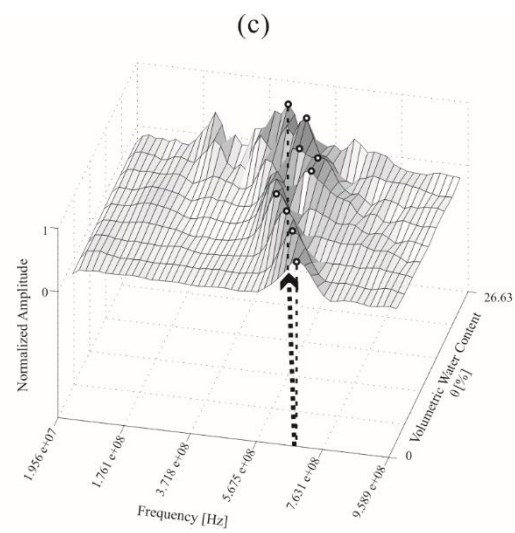 (c)
1
0
Normalized Amplitude
26.63
Volumetric Water Content
θ[%]
0
1.956 e+07
1.761 e+08
3.718 e+08
5.675 e+08
7.631 e+08
9.589 e+08
Frequency [Hz]